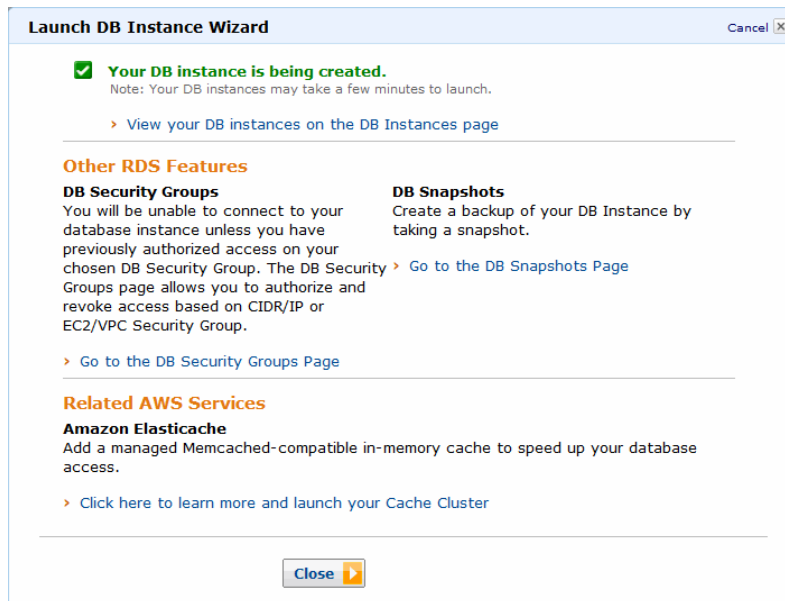 Launch DB Instance Wizard
Cancel
Your DB instance is being created.
Note: Your DB instances may take a few minutes to launch.
View your DB instances on the DB Instances page
Other RDS Features
DB Security Groups
You will be unable to connect to your
database instance unless you have
previously authorized access on your
chosen DB Security Group. The DB Security
Groups page allows you to authorize and
revoke access based on CIDR/IP or
EC2/VPC Security Group.
Go to the DB Security Groups Page
DB Snapshots
Create a backup of your DB Instance by
taking a snapshot.
Go to the DB Snapshots Page
Related AWS Services
Amazon Elasticache
Add a managed Memcached-compatible in-memory cache to speed up your database
access.
Click here to learn more and launch your Cache Cluster
Close